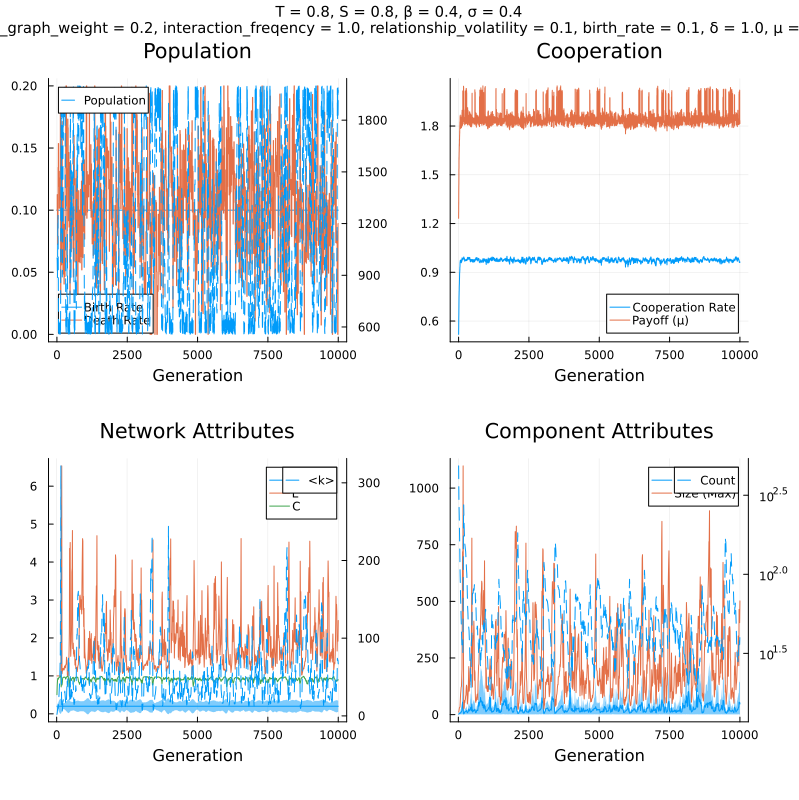 T = 0.8, S = 0.8, β = 0.4, σ = 0.4
_graph_weight = 0.2, interaction_freqency = 1.0, relationship_volatility = 0.1, birth_rate = 0.1, δ = 1.0, μ =
Population
Cooperation
0.20
0.15
0.10
0.05
0.00
1800
1500
1200
900
600
Population
Birth Rate
Death Rate
0 2500 5000 7500 10000
Generation
1.8
1.5
1.2
0.9
0.6
Cooperation Rate
Payoff (μ)
0 2500 5000 7500 10000
Generation
Network Attributes
Component Attributes
6
5
4
3
2
1
0
300
200
100
0
<k>
L
C
0 2500 5000 7500 10000
Generation
1000
750
500
250
0
10^2.5
10^2.0
10^1.5
Count
Size (Max)
0 2500 5000 7500 10000
Generation